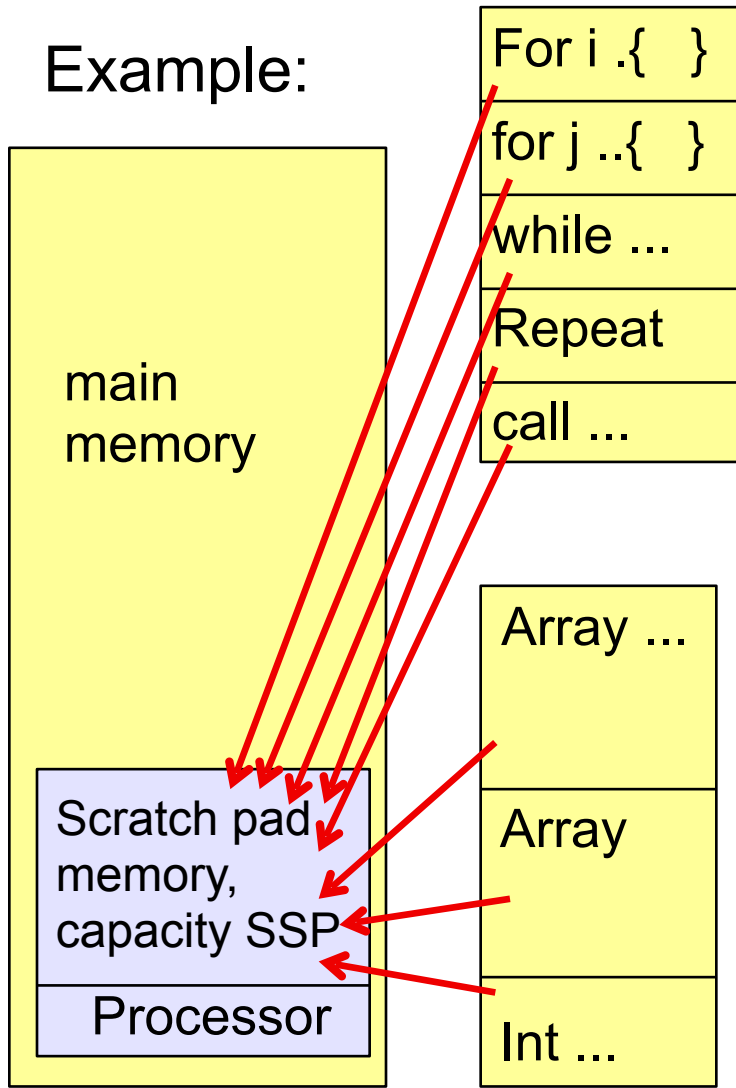 Example:
main
memory
Scratch pad
memory,
capacity SSP
Processor
For i .{ }
for j ..{ }
while ...
Repeat
call ...
Array ...
Array
Int ...